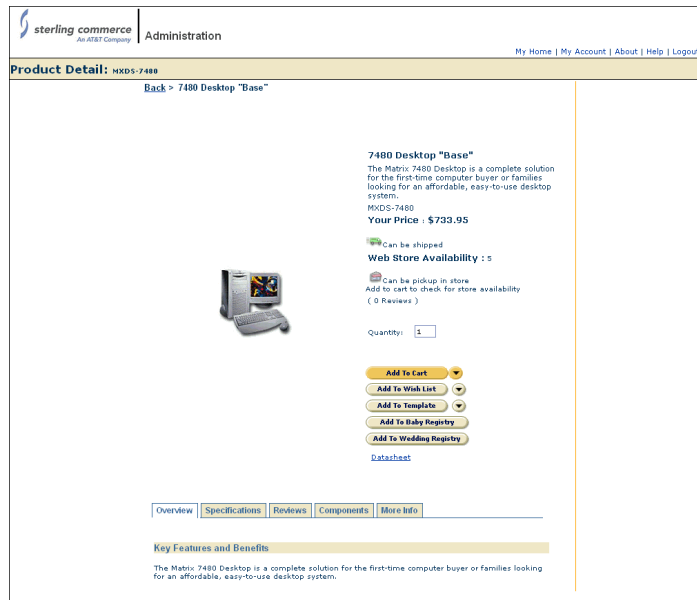 sterling commerce
An AT&T Company
Administration
My Home | My Account | About | Help | Logout
Product Detail: MXDS-7480
Back > 7480 Desktop "Base"
7480 Desktop "Base"
The Matrix 7480 Desktop is a complete solution
for the first-time computer buyer or families
looking for an affordable, easy-to-use desktop
system.
MXDS-7480
Your Price : $733.95
Can be shipped
Web Store Availability : 5
Can be pickup in store
Add to cart to check for store availability
( 0 Reviews )
Quantity: 1
Add To Cart
Add To Wish List
Add To Template
Add To Baby Registry
Add To Wedding Registry
Datasheet
Overview Specifications Reviews Components More Info
Key Features and Benefits
The Matrix 7480 Desktop is a complete solution for the first-time computer buyer or families looking
for an affordable, easy-to-use desktop system.